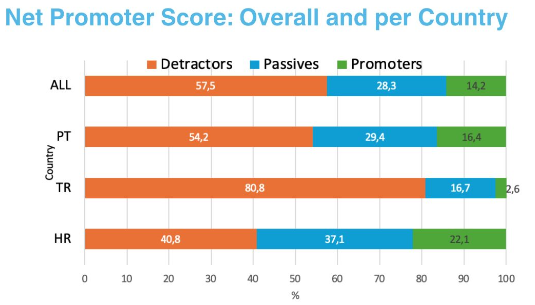 Net Promoter Score: Overall and per Country
Detractors Passives Promoters
ALL 57,5 28,3 14,2
PT 54,2 29,4 16,4
Country
TR 80,8 16,7 2,6
HR 40,8 37,1 22,1
0 10 20 30 40 50 60 70 80 90 100
%